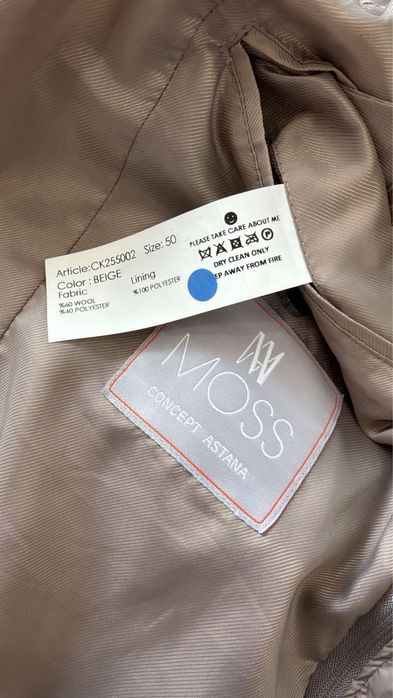 Article:CK255002 Size: 50
Color : BEIGE
Fabric
%60 WOOL
%40 POLYESTER
Lining
%100 POLYESTER
PLEASE TAKE CARE ABOUT ME
DRY CLEAN ONLY
EP AWAY FROM FIRE
MOSS
CONCEPT ASTANA